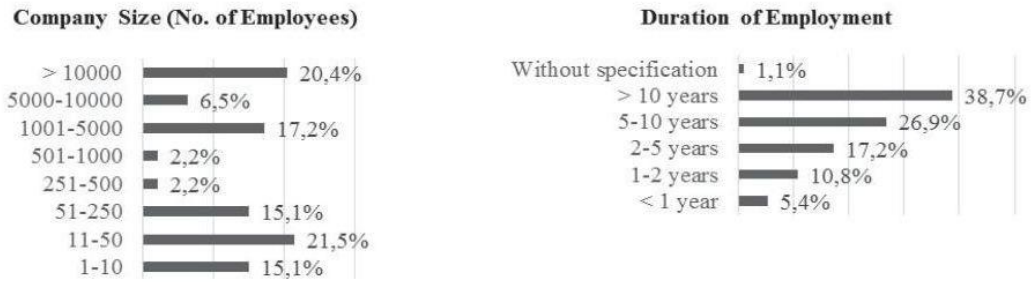 Company Size (No. of Employees)
> 10000 20,4%
5000-10000 6,5%
1001-5000 17,2%
501-1000 2,2%
251-500 2,2%
51-250 15,1%
11-50 21,5%
1-10 15,1%
Duration of Employment
Without specification 1,1%
> 10 years 38,7%
5-10 years 26,9%
2-5 years 17,2%
1-2 years 10,8%
< 1 year 5,4%